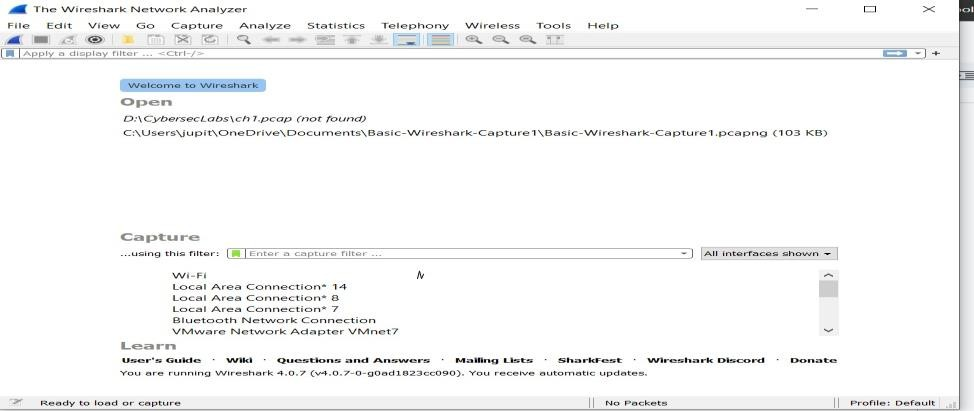 The Wireshark Network Analyzer
File Edit View Go Capture Analyze Statistics Telephony Wireless Tools Help
Apply a display filter ... <Ctrl-/>
Welcome to Wireshark
Open
D:\CybersecLabs\ch1.pcap (not found)
C:\Users\jupit\OneDrive\Documents\Basic-Wireshark-Capture1\Basic-Wireshark-Capture1.pcapng (103 KB)
Capture
...using this filter: Enter a capture filter ... All interfaces shown
Wi-Fi
Local Area Connection* 14
Local Area Connection* 8
Local Area Connection* 7
Bluetooth Network Connection
VMware Network Adapter VMnet7
Learn
User's Guide · Wiki · Questions and Answers · Mailing Lists · SharkFest · Wireshark Discord · Donate
You are running Wireshark 4.0.7 (v4.0.7-0-g0ad1823cc090). You receive automatic updates.
Ready to load or capture No Packets Profile: Default